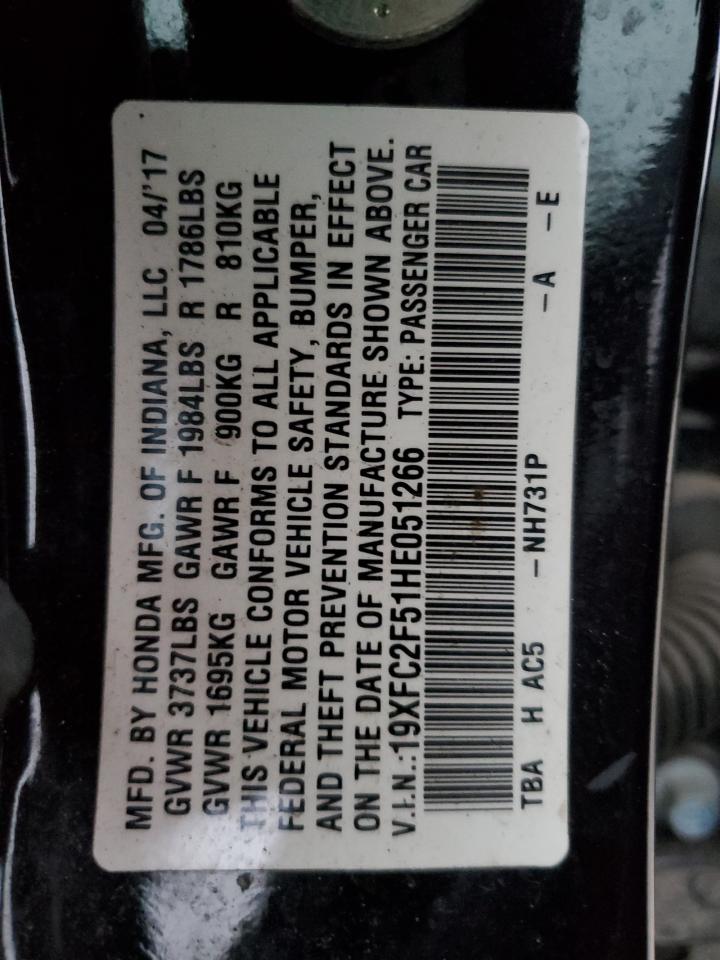 MFD. BY HONDA MFG. OF INDIANA, LLC 04/'17
GVWR 3737LBS GAWR F 1984LBS R 1786LBS
GVWR 1695KG GAWR F 900KG R 810KG
THIS VEHICLE CONFORMS TO ALL APPLICABLE
FEDERAL MOTOR VEHICLE SAFETY, BUMPER,
AND THEFT PREVENTION STANDARDS IN EFFECT
ON THE DATE OF MANUFACTURE SHOWN ABOVE.
V.I.N.:19XFC2F51HE051266 TYPE: PASSENGER CAR
TBA H AC5 -NH731P -A -E